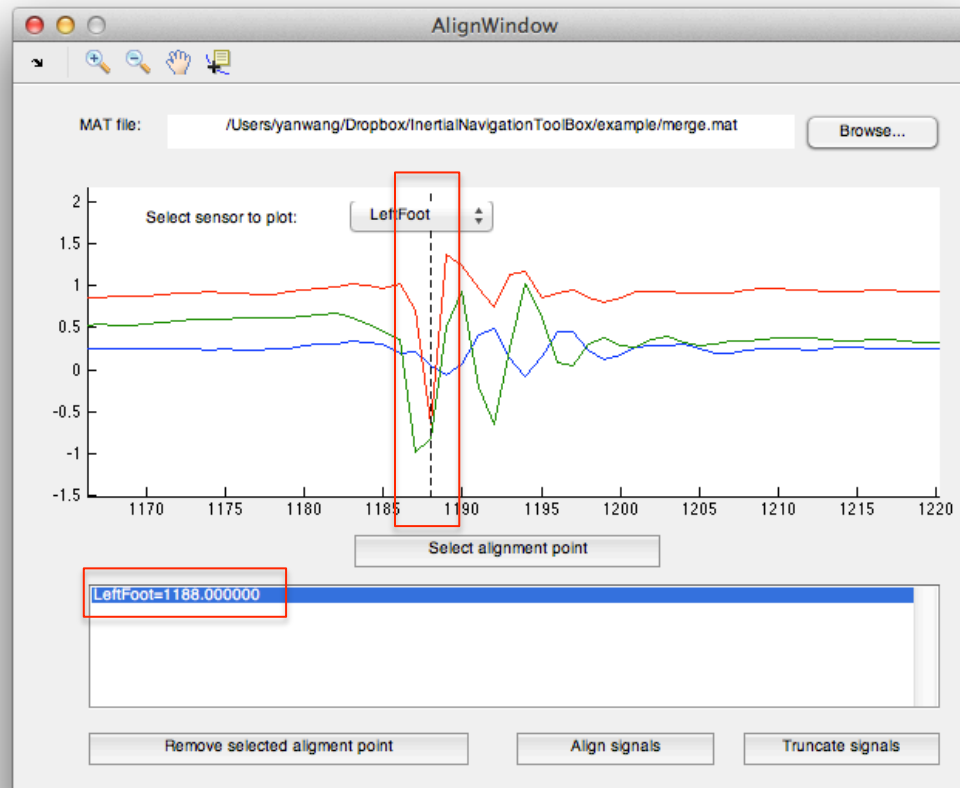 AlignWindow
MAT file: /Users/yanwang/Dropbox/InertialNavigationToolBox/example/merge.mat Browse...
Select sensor to plot: LeftFoot
2
1.5
1
0.5
0
-0.5
-1
-1.5
1170 1175 1180 1185 1190 1195 1200 1205 1210 1215 1220
Select alignment point
LeftFoot=1188.000000
Remove selected aligment point Align signals Truncate signals